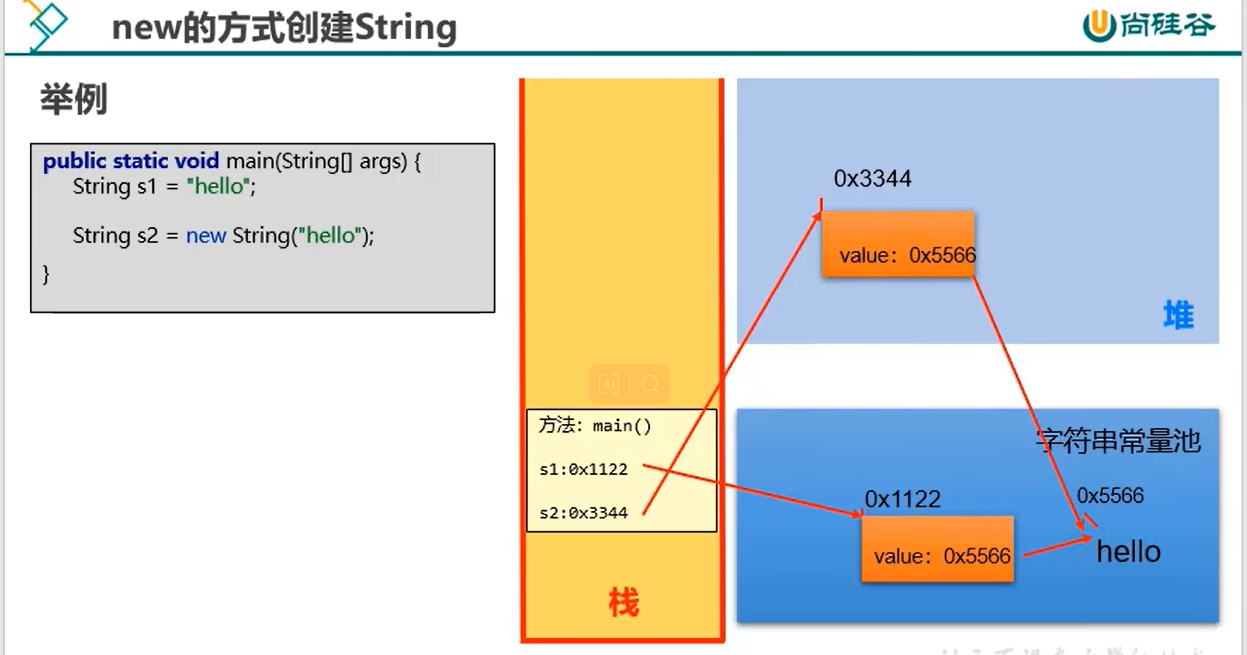 new的方式创建String
尚硅谷
举例
public static void main(String[] args) {
String s1 = "hello";
String s2 = new String("hello");
}
方法：main()
s1:0x1122
s2:0x3344
栈
0x3344
value：0x5566
堆
字符串常量池
0x1122
value：0x5566
0x5566
hello
AI